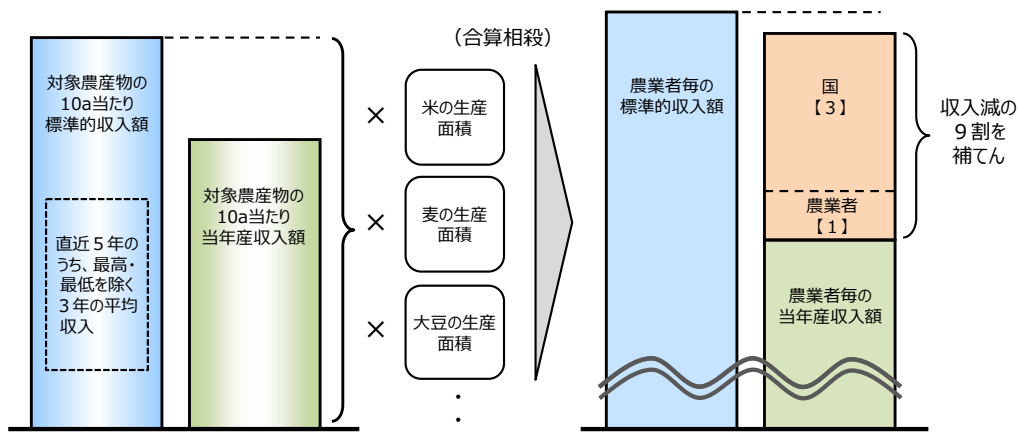 対象農産物の
10a当たり
標準的収入額
直近５年の
うち、最高・
最低を除く
３年の平均
収入
対象農産物の
10a当たり
当年産収入額
（合算相殺）
×
米の生産
面積
×
麦の生産
面積
×
大豆の生産
面積
・
・
農業者毎の
標準的収入額
国
【３】
農業者
【１】
農業者毎の
当年産収入額
収入減の
９割を
補てん